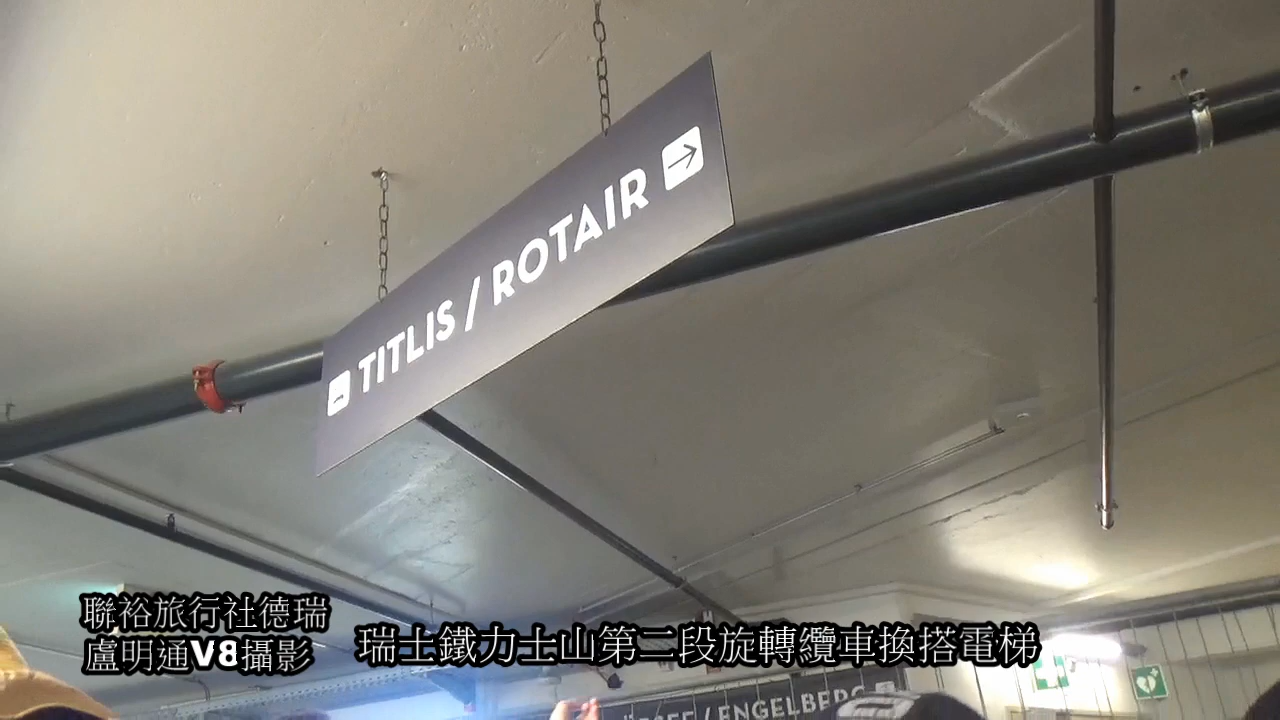 TITLIS / ROTAIR →
聯裕旅行社德瑞
盧明通V8攝影
瑞士鐵力士山第二段旋轉纜車換搭電梯
/ ENGELBERG